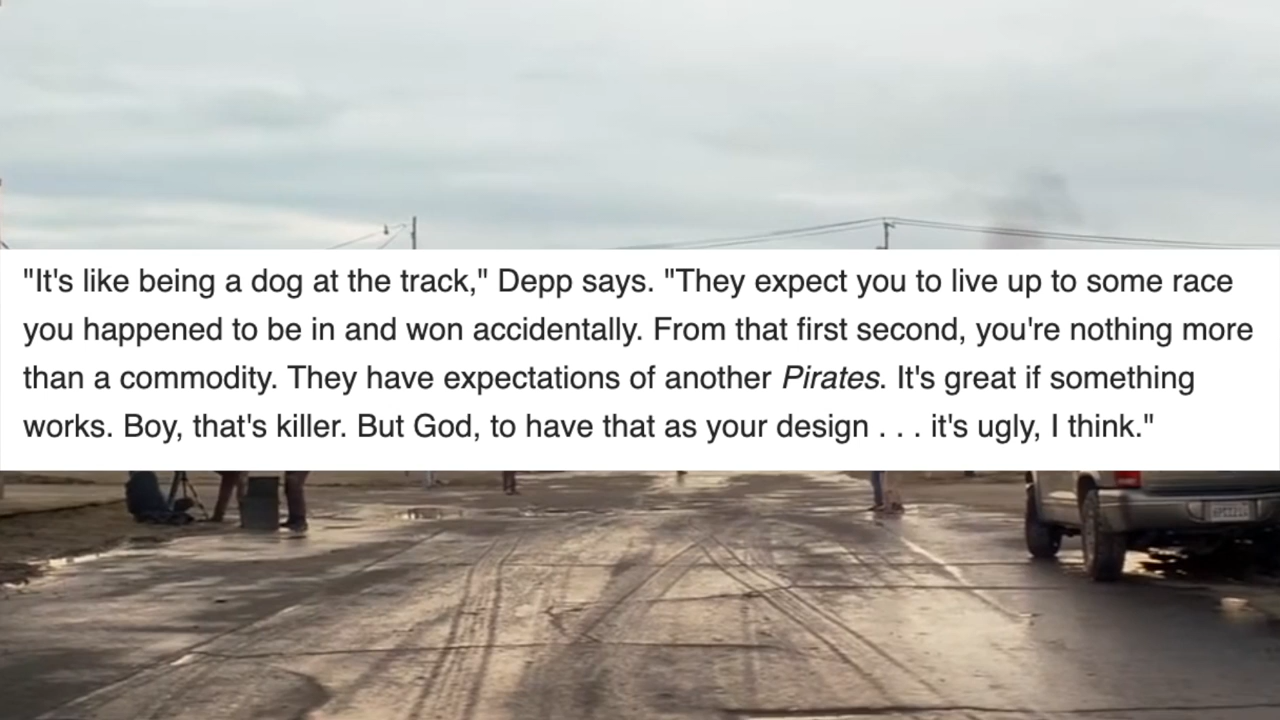 "It's like being a dog at the track," Depp says. "They expect you to live up to some race
you happened to be in and won accidentally. From that first second, you're nothing more
than a commodity. They have expectations of another Pirates. It's great if something
works. Boy, that's killer. But God, to have that as your design . . . it's ugly, I think."